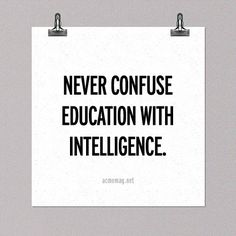 NEVER CONFUSE
EDUCATION WITH
INTELLIGENCE.
acmemag.net